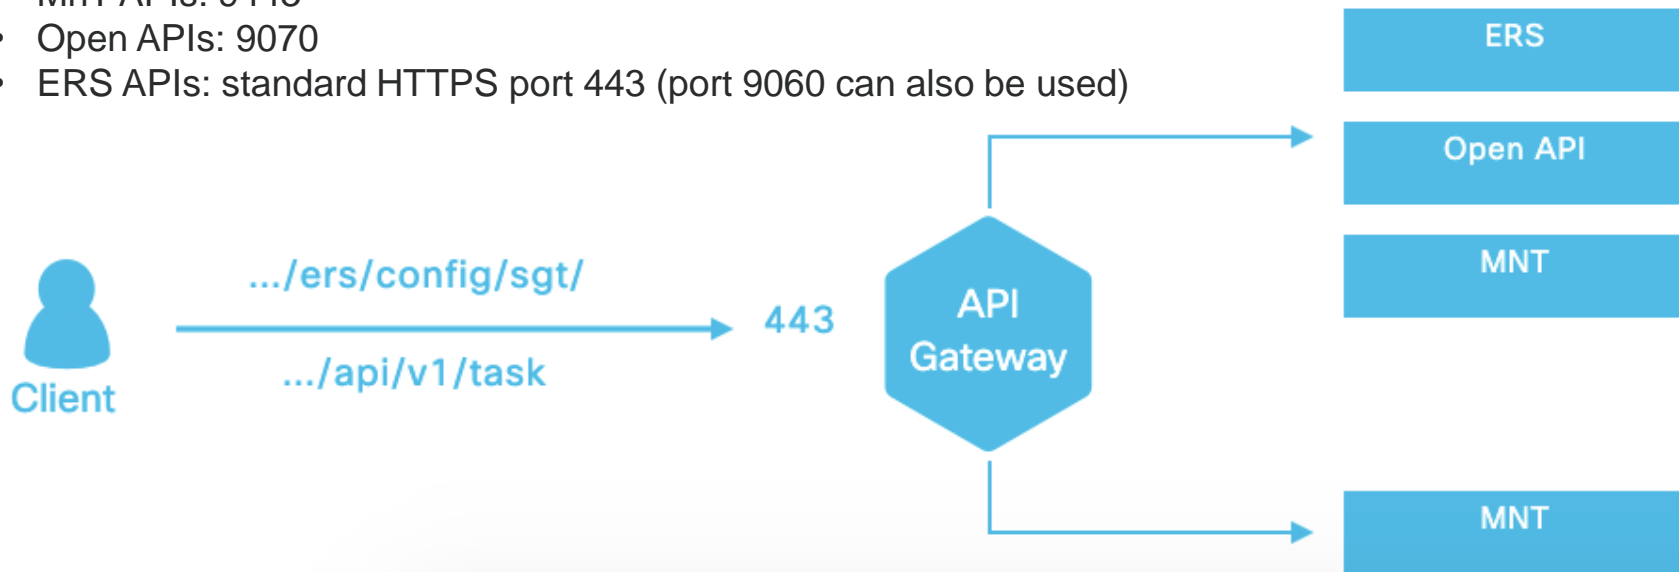 • Open APIs: 9070
• ERS APIs: standard HTTPS port 443 (port 9060 can also be used)
ERS
Open API
MNT
MNT
.../ers/config/sgt/
443
.../api/v1/task
Client
API
Gateway